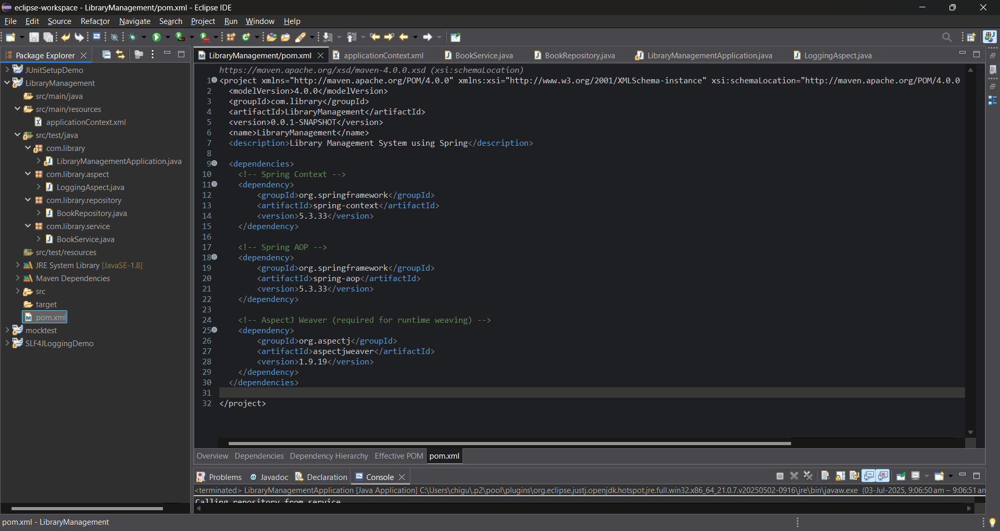 eclipse-workspace - LibraryManagement/pom.xml - Eclipse IDE
File Edit Source Refactor Navigate Search Project Run Window Help
Package Explorer
JUnitSetupDemo
LibraryManagement
src/main/java
src/main/resources
applicationContext.xml
src/test/java
com.library
LibraryManagementApplication.java
com.library.aspect
LoggingAspect.java
com.library.repository
BookRepository.java
com.library.service
BookService.java
src/test/resources
JRE System Library [JavaSE-1.8]
Maven Dependencies
src
target
pom.xml
mocktest
SLF4JLoggingDemo
LibraryManagement/pom.xml applicationContext.xml BookService.java BookRepository.java LibraryManagementApplication.java LoggingAspect.java
https://maven.apache.org/xsd/maven-4.0.0.xsd (xsi:schemaLocation)
1 <project xmlns="http://maven.apache.org/POM/4.0.0" xmlns:xsi="http://www.w3.org/2001/XMLSchema-instance" xsi:schemaLocation="http://maven.apache.org/POM/4.0.0
2 <modelVersion>4.0.0</modelVersion>
3 <groupId>com.library</groupId>
4 <artifactId>LibraryManagement</artifactId>
5 <version>0.0.1-SNAPSHOT</version>
6 <name>LibraryManagement</name>
7 <description>Library Management System using Spring</description>
8
9 <dependencies>
10 <!-- Spring Context -->
11 <dependency>
12 <groupId>org.springframework</groupId>
13 <artifactId>spring-context</artifactId>
14 <version>5.3.33</version>
15 </dependency>
16
17 <!-- Spring AOP -->
18 <dependency>
19 <groupId>org.springframework</groupId>
20 <artifactId>spring-aop</artifactId>
21 <version>5.3.33</version>
22 </dependency>
23
24 <!-- AspectJ Weaver (required for runtime weaving) -->
25 <dependency>
26 <groupId>org.aspectj</groupId>
27 <artifactId>aspectjweaver</artifactId>
28 <version>1.9.19</version>
29 </dependency>
30 </dependencies>
31
32 </project>
Overview Dependencies Dependency Hierarchy Effective POM pom.xml
Problems Javadoc Declaration Console
<terminated> LibraryManagementApplication [Java Application] C:\Users\chigu\.p2\pool\plugins\org.eclipse.justj.openjdk.hotspot.jre.full.win32.x86_64_21.0.7.v20250502-0916\jre\bin\javaw.exe (03-Jul-2025, 9:06:50 am – 9:06:51 am
Calling repository from service
pom.xml - LibraryManagement